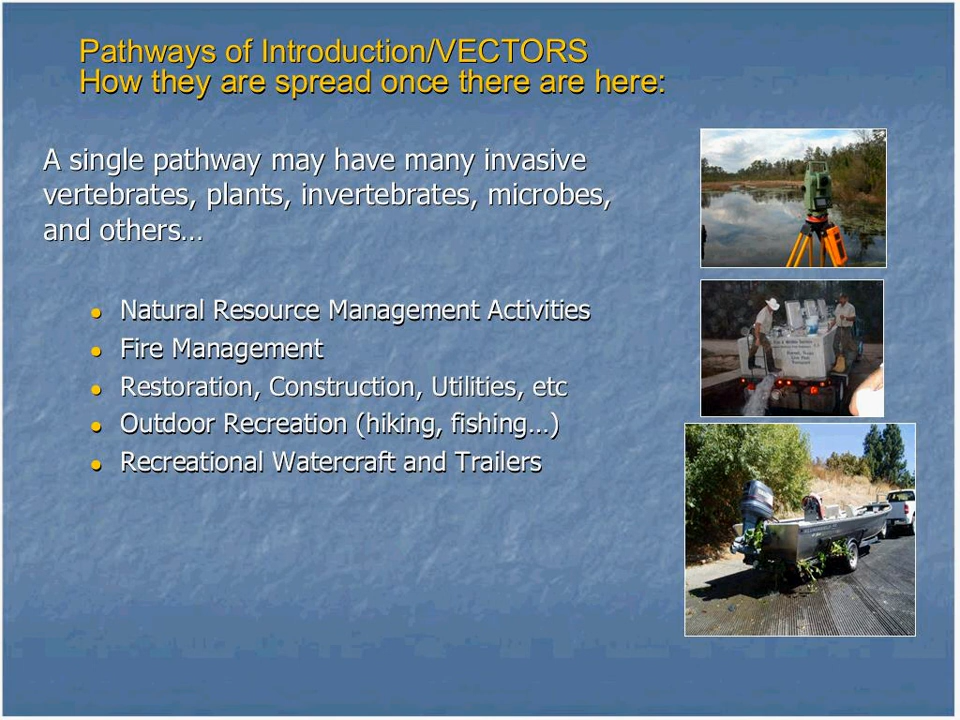 Pathways of Introduction/VECTORS
How they are spread once there are here:
A single pathway may have many invasive
vertebrates, plants, invertebrates, microbes,
and others…
Natural Resource Management Activities
Fire Management
Restoration, Construction, Utilities, etc
Outdoor Recreation (hiking, fishing…)
Recreational Watercraft and Trailers